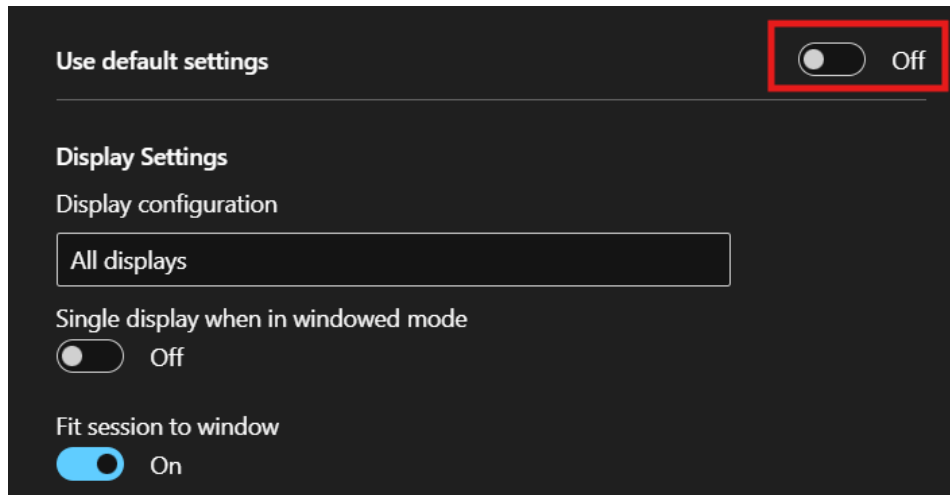 Use default settings
Off
Display Settings
Display configuration
All displays
Single display when in windowed mode
Off
Fit session to window
On